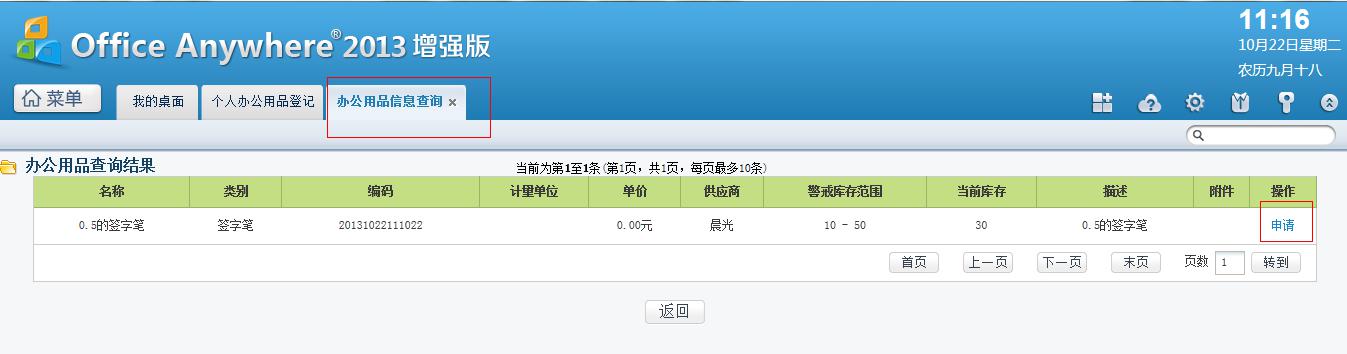 11:16
Office Anywhere® 2013 增强版
10月22日星期二
农历九月十八
菜单 我的桌面 个人办公用品登记 办公用品信息查询 ×
办公用品查询结果 当前为第1至1条(第1页，共1页，每页最多10条)
名称 类别 编码 计量单位 单价 供应商 警戒库存范围 当前库存 描述 附件 操作
0.5的签字笔 签字笔 20131022111022 0.00元 晨光 10 - 50 30 0.5的签字笔 申请
首页 上一页 下一页 末页 页数 1 转到
返回